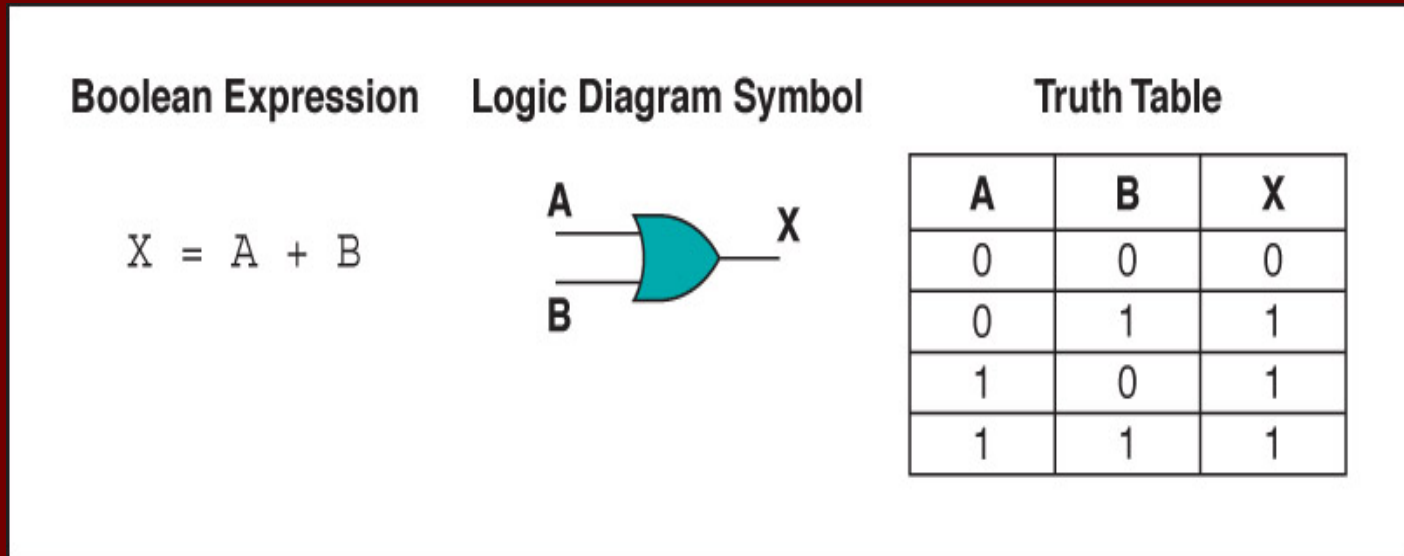 Boolean Expression
Logic Diagram Symbol
Truth Table
X = A + B
A
B
X
A B X
0 0 0
0 1 1
1 0 1
1 1 1